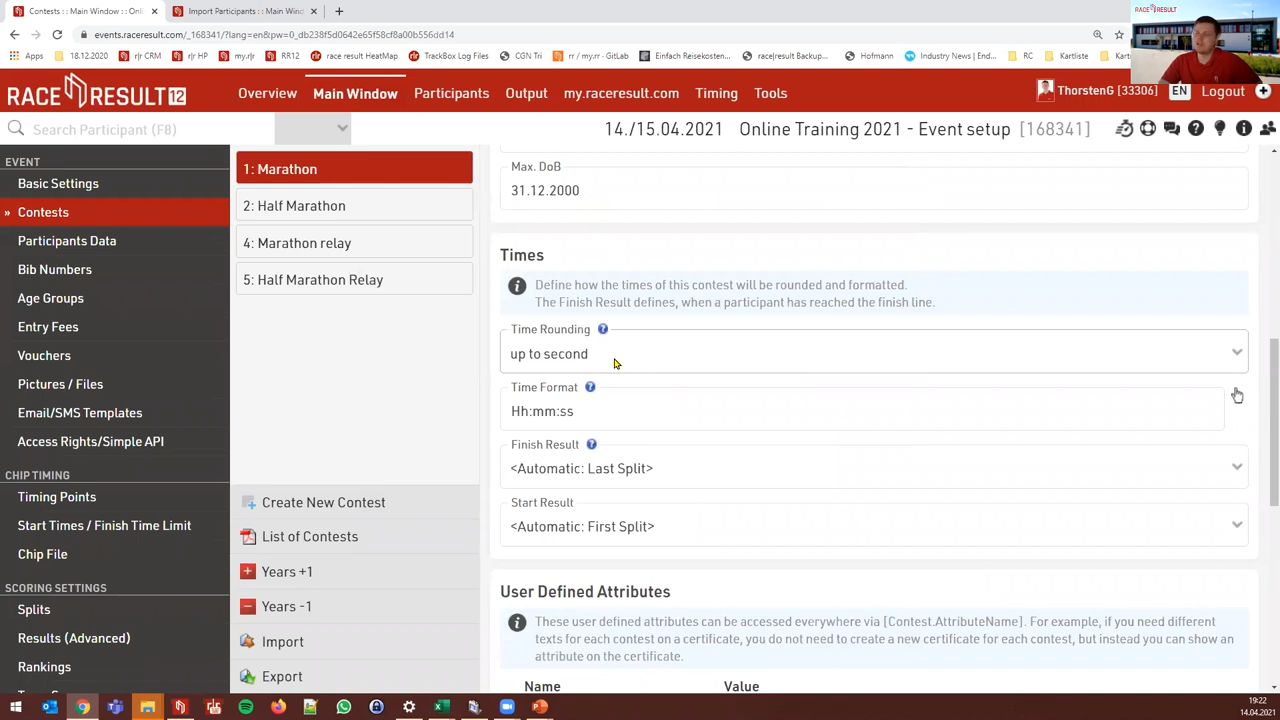 Contests : : Main Window : : Onli
Import Participants : : Main Wind
events.raceresult.com/_168341/?lang=en&pw=0_db238f5d0642e65f58cf8a00b556dd14
Apps
18.12.2020
r|r CRM
r|r HP
my.r|r
RR12
race result HeatMap
TrackBox Log Files
CGN Tri
rr / my.rr · GitLab
Einfach Reisekosten...
race|result Backup...
Hofmann
Industry News | End...
RC
Kartliste
RACE RESULT 12
Overview
Main Window
Participants
Output
my.raceresult.com
Timing
Tools
ThorstenG [33306]
EN
Logout
Search Participant (F8)
14./15.04.2021 Online Training 2021 - Event setup [168341]
EVENT
Basic Settings
» Contests
Participants Data
Bib Numbers
Age Groups
Entry Fees
Vouchers
Pictures / Files
Email/SMS Templates
Access Rights/Simple API
CHIP TIMING
Timing Points
Start Times / Finish Time Limit
Chip File
SCORING SETTINGS
Splits
Results (Advanced)
Rankings
1: Marathon
2: Half Marathon
4: Marathon relay
5: Half Marathon Relay
Create New Contest
List of Contests
Years +1
Years -1
Import
Export
Max. DoB
31.12.2000
Times
Define how the times of this contest will be rounded and formatted.
The Finish Result defines, when a participant has reached the finish line.
Time Rounding
up to second
Time Format
Hh:mm:ss
Finish Result
<Automatic: Last Split>
Start Result
<Automatic: First Split>
User Defined Attributes
These user defined attributes can be accessed everywhere via [Contest.AttributeName]. For example, if you need different
texts for each contest on a certificate, you do not need to create a new certificate for each contest, but instead you can show an
attribute on the certificate.
Name
Value
19:22
14.04.2021